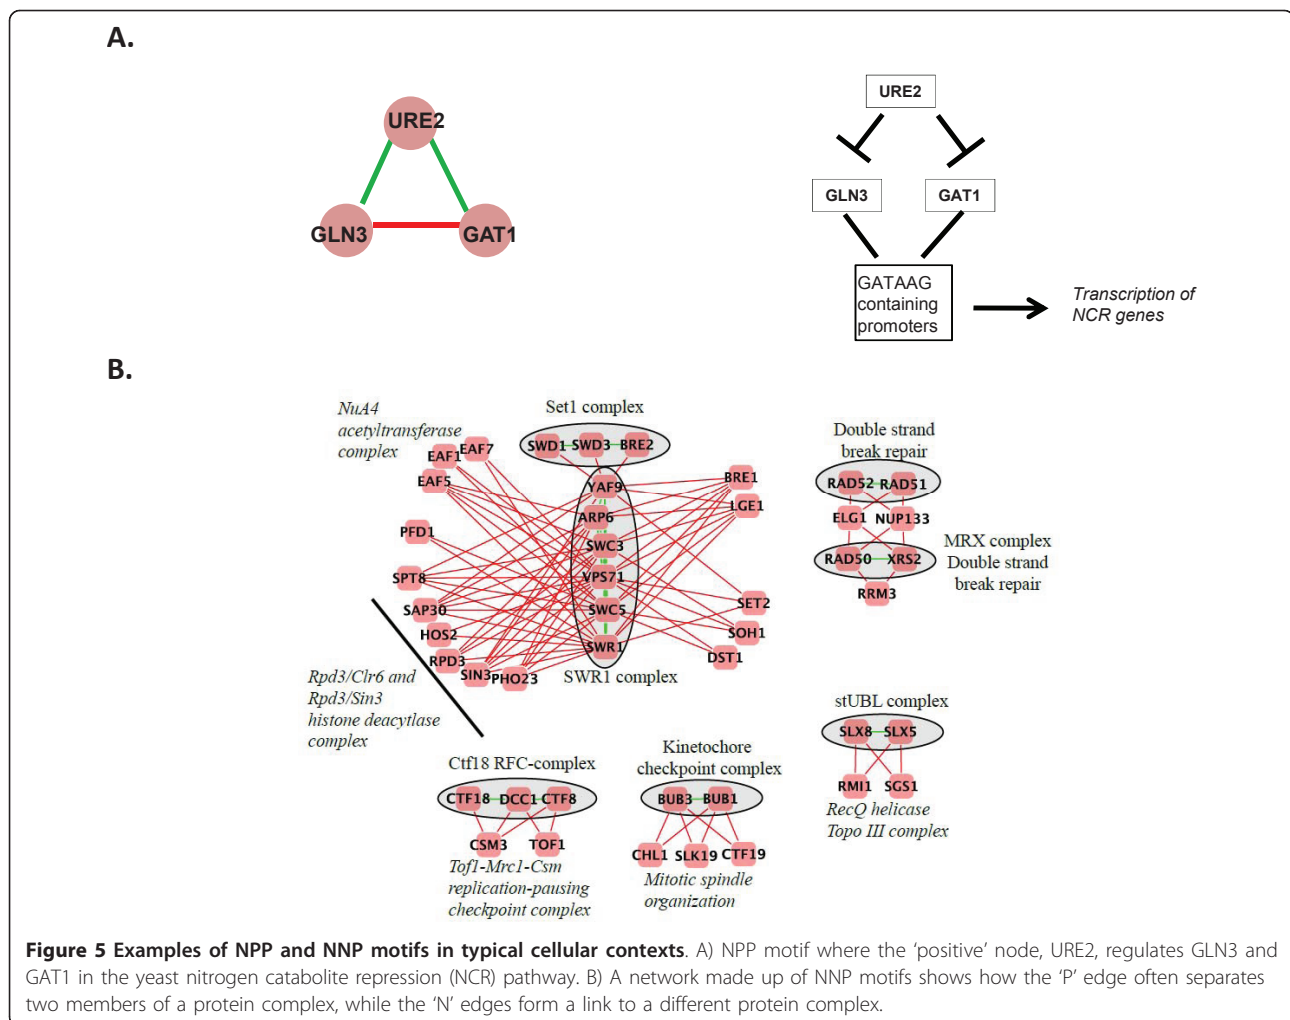 A.
URE2
GLN3
GAT1
URE2
GLN3
GAT1
GATAAG
containing
promoters
Transcription of
NCR genes
B.
NuA4
acetyltransferase
complex
Set1 complex
SWD1
SWD3
BRE2
EAF7
EAF1
EAF5
PFD1
SPT8
SAP30
HOS2
RPD3
SIN3
PHO23
YAF9
ARP6
SWC3
VPS71
SWC5
SWR1
SWR1 complex
BRE1
LGE1
SET2
SOH1
DST1
Rpd3/Clr6 and
Rpd3/Sin3
histone deacytlase
complex
Double strand
break repair
RAD52
RAD51
ELG1
NUP133
RAD50
XRS2
RRM3
MRX complex
Double strand
break repair
Ctf18 RFC-complex
CTF18
DCC1
CTF8
CSM3
TOF1
Tof1-Mrc1-Csm
replication-pausing
checkpoint complex
Kinetochore
checkpoint complex
BUB3
BUB1
CHL1
SLK19
CTF19
Mitotic spindle
organization
stUBL complex
SLX8
SLX5
RMI1
SGS1
RecQ helicase
Topo III complex
Figure 5 Examples of NPP and NNP motifs in typical cellular contexts. A) NPP motif where the ‘positive’ node, URE2, regulates GLN3 and
GAT1 in the yeast nitrogen catabolite repression (NCR) pathway. B) A network made up of NNP motifs shows how the ‘P’ edge often separates
two members of a protein complex, while the ‘N’ edges form a link to a different protein complex.